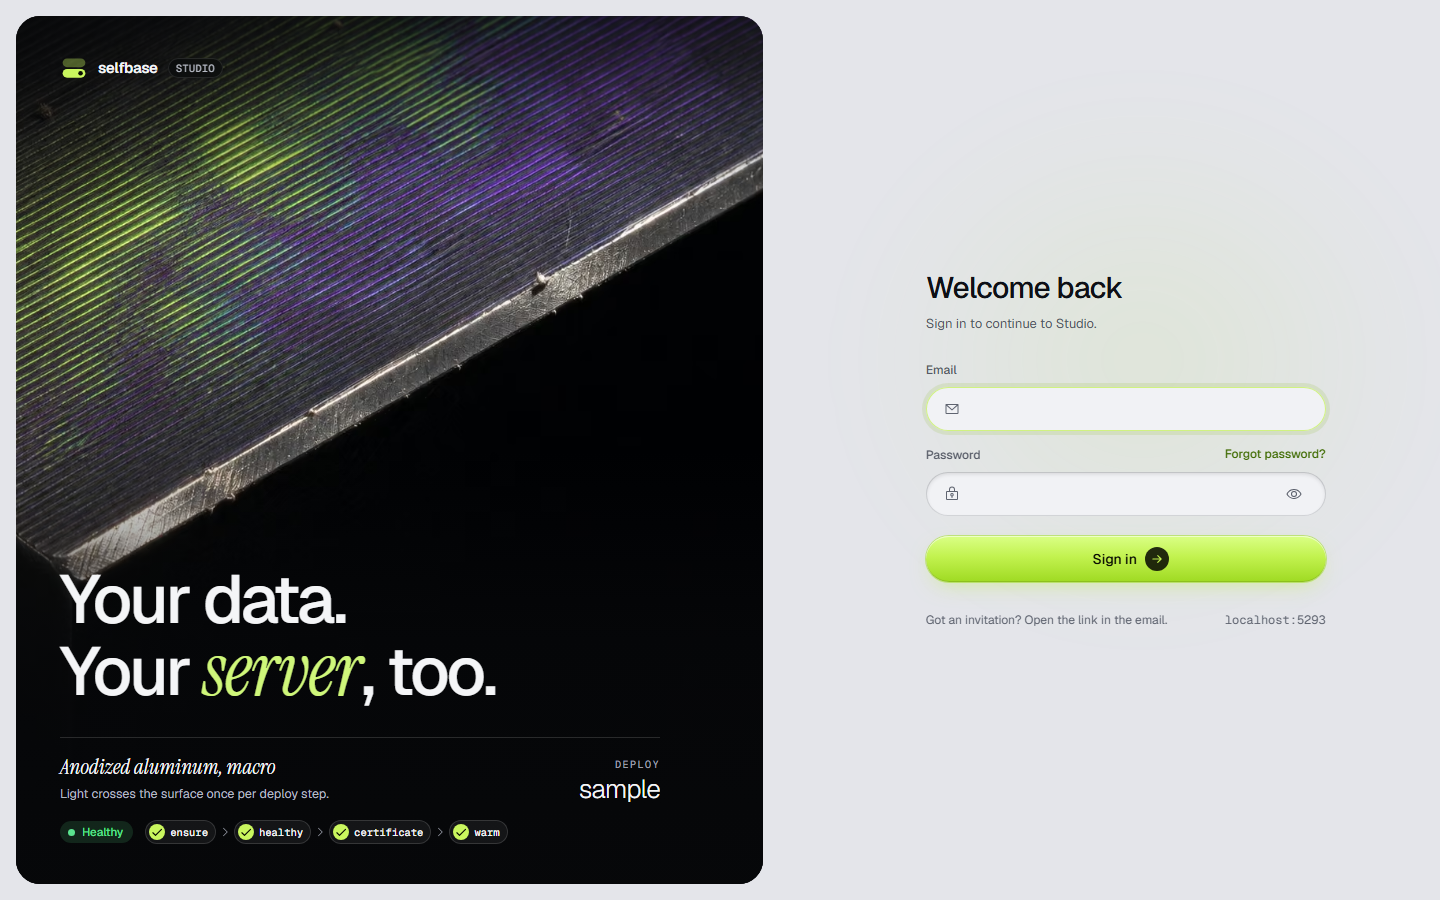 selfbase STUDIO
Your data.
Your server, too.
Anodized aluminum, macro
Light crosses the surface once per deploy step.
DEPLOY
sample
Healthy ensure healthy certificate warm
Welcome back
Sign in to continue to Studio.
Email
Password Forgot password?
Sign in
Got an invitation? Open the link in the email. localhost:5293